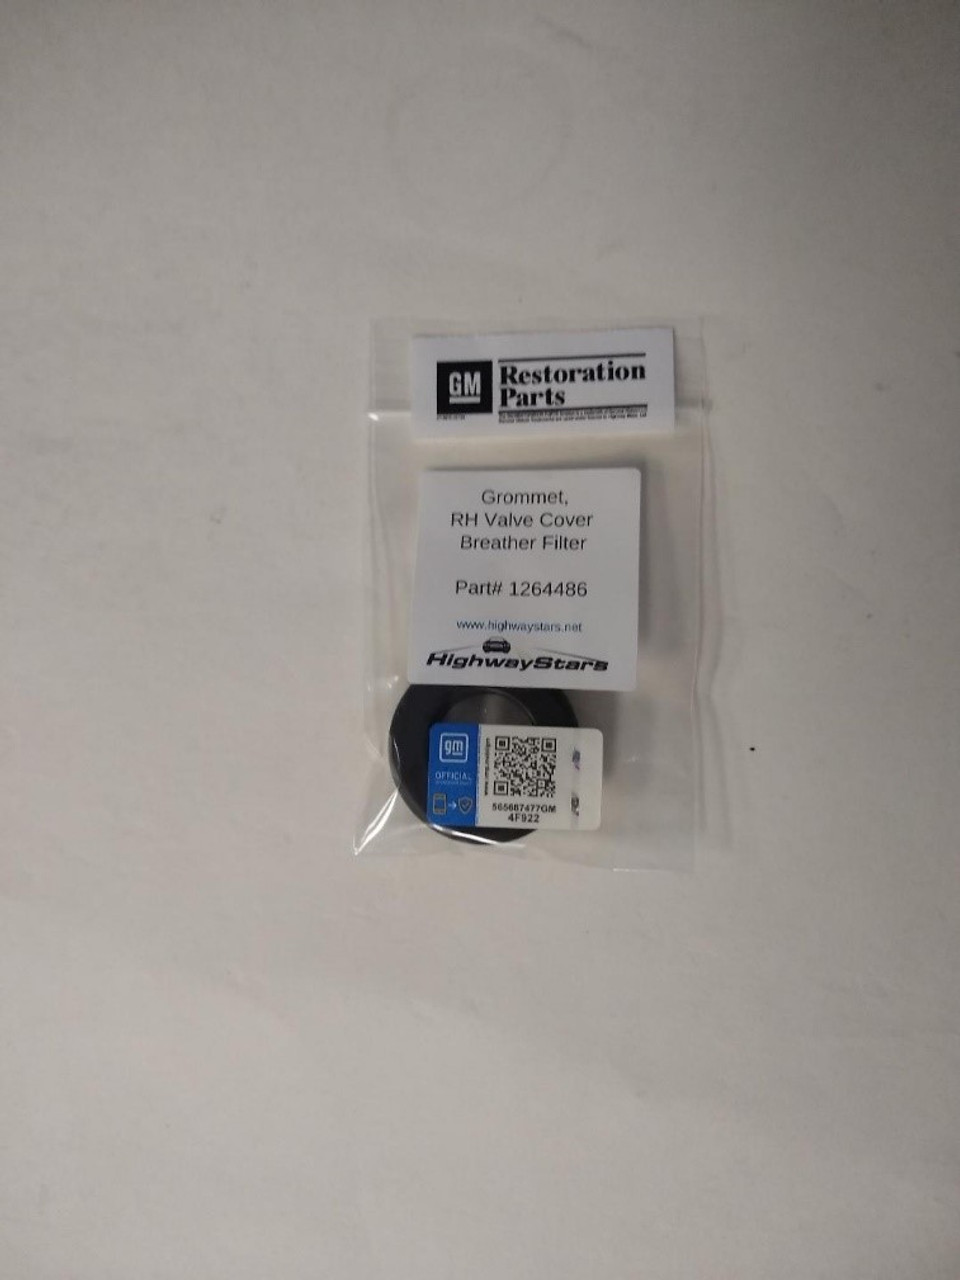 GM
Restoration
Parts
Grommet,
RH Valve Cover
Breather Filter
Part# 1264486
www.highwaystars.net
HighwayStars
gm
OFFICIAL
565687477GM
4F922